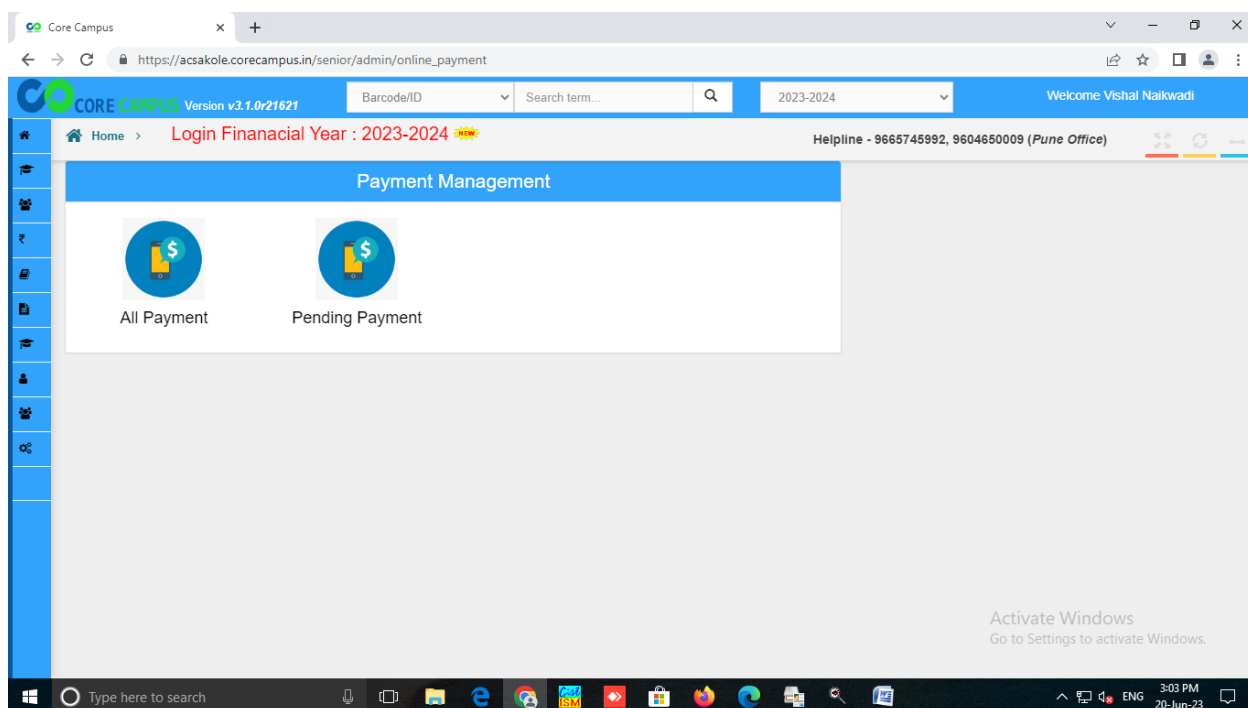 Core Campus
https://acsakole.corecampus.in/senior/admin/online_payment
CORE CAMPUS Version v3.1.0r21621 Barcode/ID Search term... 2023-2024 Welcome Vishal Naikwadi
Home > Login Finanacial Year : 2023-2024 NEW Helpline - 9665745992, 9604650009 (Pune Office)
Payment Management
All Payment Pending Payment
Activate Windows
Go to Settings to activate Windows.
Type here to search Gist ISM ENG 3:03 PM
20-Jun-23